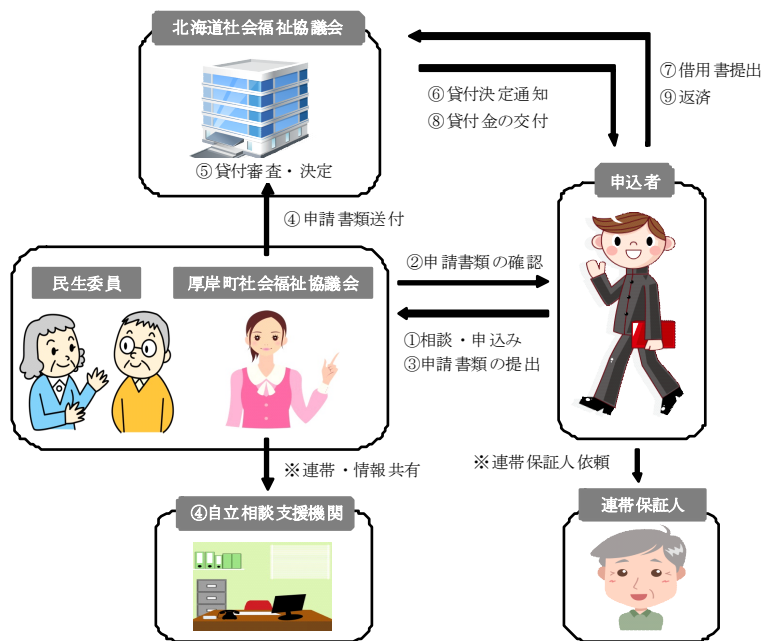 北海道社会福祉協議会
⑤貸付審査・決定
⑦借用書提出
⑨返済
⑥貸付決定通知
⑧貸付金の交付
申込者
④申請書類送付
民生委員
厚岸町社会福祉協議会
②申請書類の確認
①相談・申込み
③申請書類の提出
※連帯・情報共有
※連帯保証人依頼
④自立相談支援機関
連帯保証人